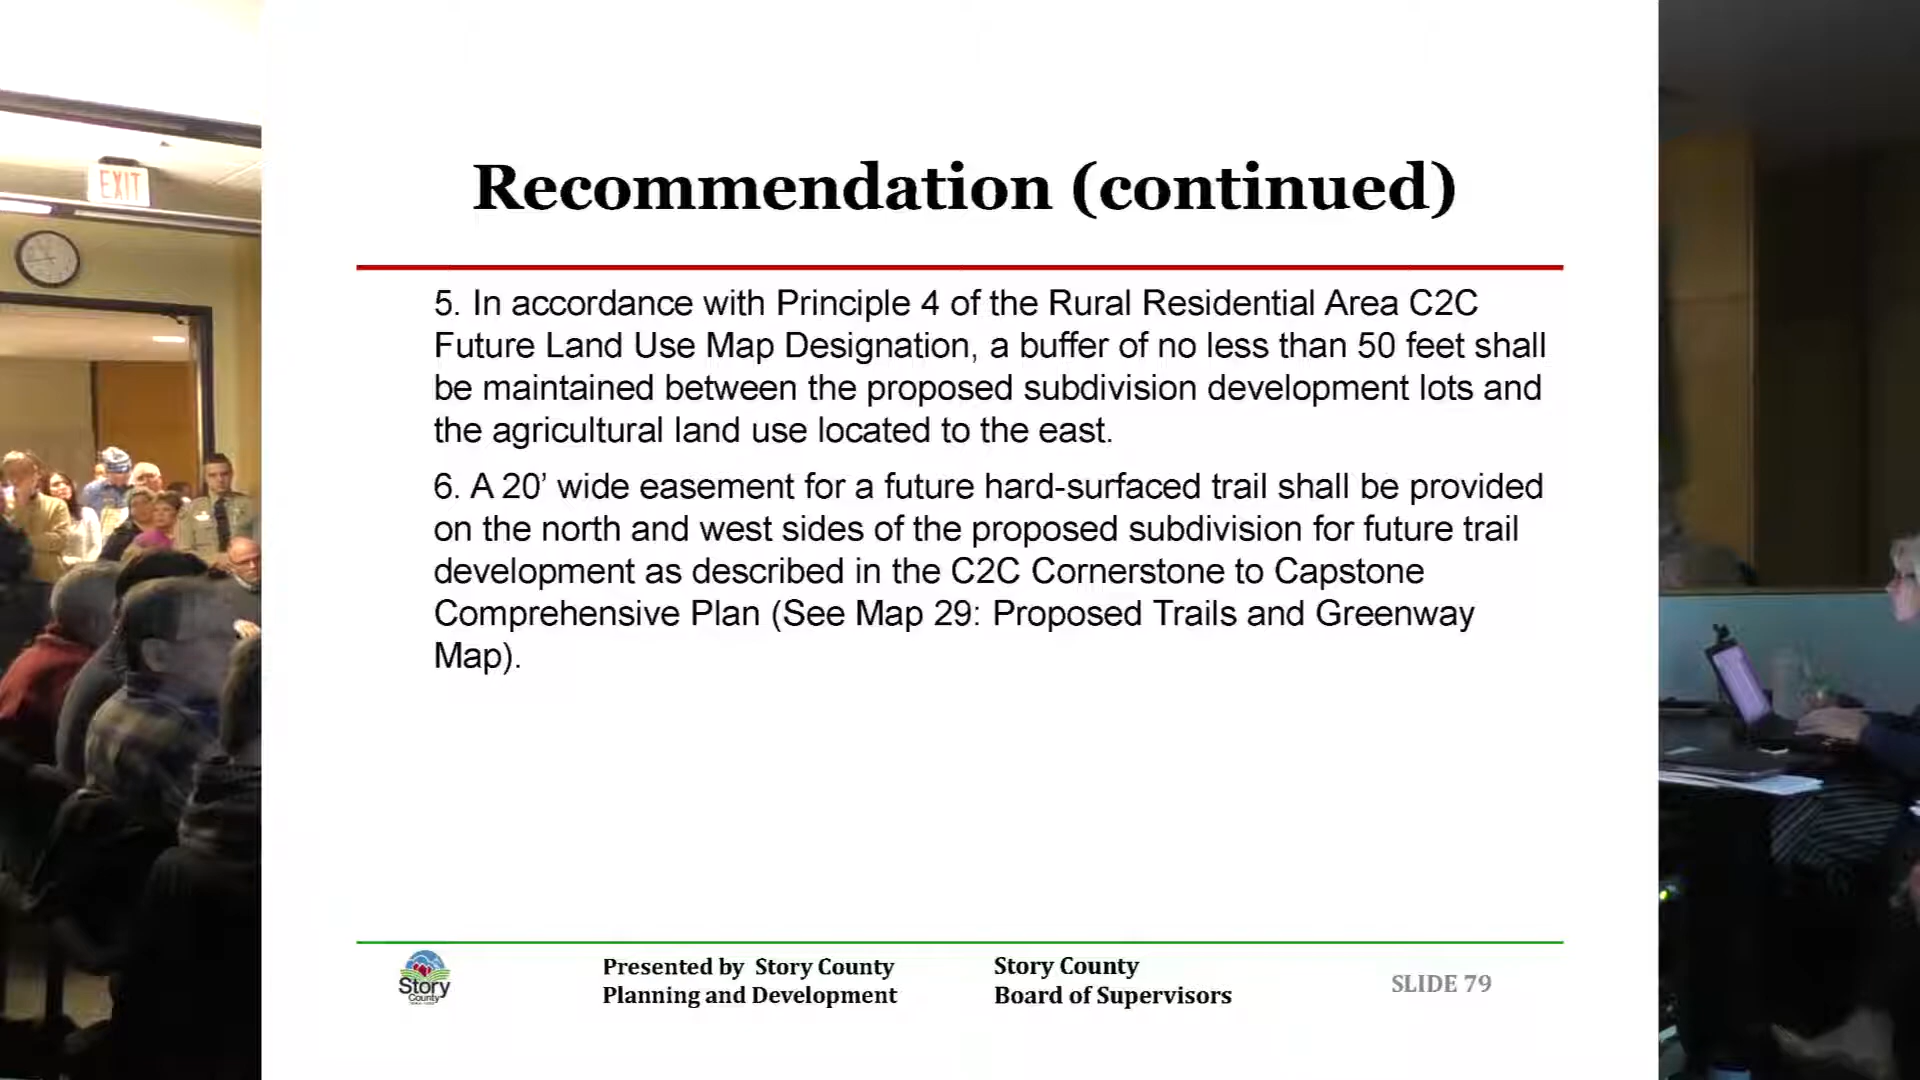 EXIT
Recommendation (continued)
5. In accordance with Principle 4 of the Rural Residential Area C2C
Future Land Use Map Designation, a buffer of no less than 50 feet shall
be maintained between the proposed subdivision development lots and
the agricultural land use located to the east.
6. A 20’ wide easement for a future hard-surfaced trail shall be provided
on the north and west sides of the proposed subdivision for future trail
development as described in the C2C Cornerstone to Capstone
Comprehensive Plan (See Map 29: Proposed Trails and Greenway
Map).
Story
County
Presented by Story County
Planning and Development
Story County
Board of Supervisors
SLIDE 79